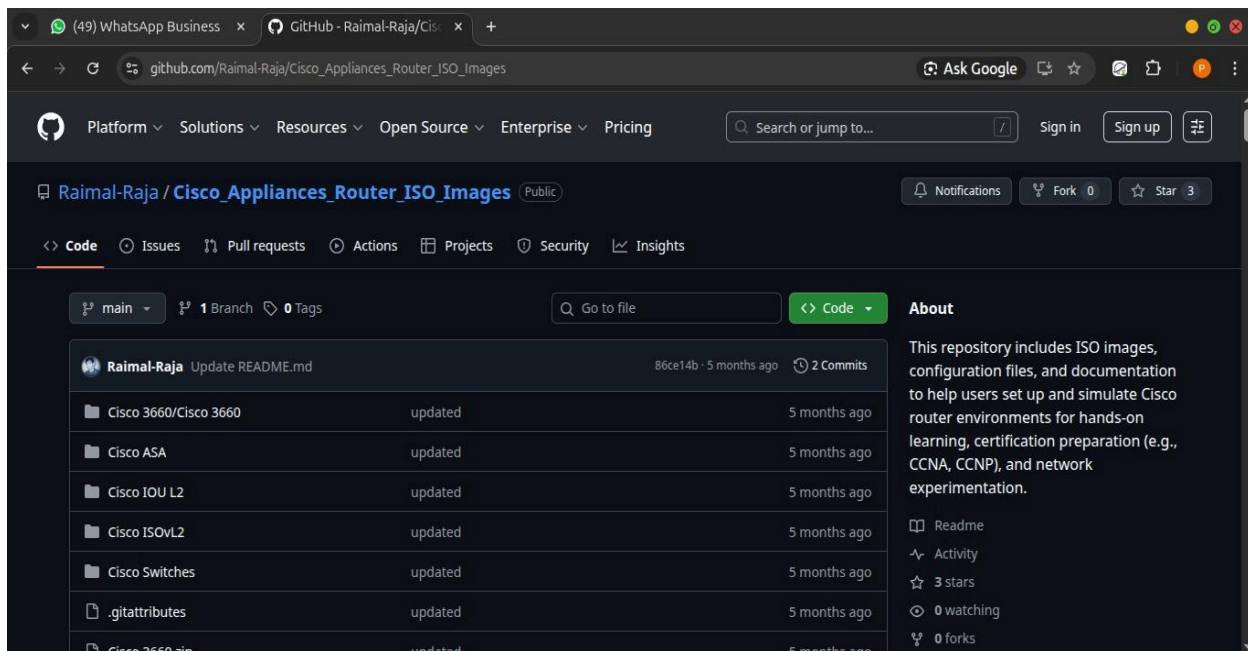 (49) WhatsApp Business
GitHub - Raimal-Raja/Cisc
github.com/Raimal-Raja/Cisco_Appliances_Router_ISO_Images
Ask Google
P
Platform Solutions Resources Open Source Enterprise Pricing
Search or jump to...
/
Sign in
Sign up
Raimal-Raja / Cisco_Appliances_Router_ISO_Images Public
Notifications
Fork 0
Star 3
Code Issues Pull requests Actions Projects Security Insights
main
1 Branch 0 Tags
Go to file
Code
Raimal-Raja Update README.md 86ce14b · 5 months ago 2 Commits
Cisco 3660/Cisco 3660 updated 5 months ago
Cisco ASA updated 5 months ago
Cisco IOU L2 updated 5 months ago
Cisco ISOvL2 updated 5 months ago
Cisco Switches updated 5 months ago
.gitattributes updated 5 months ago
Cisco 3660.zip updated 5 months ago
About
This repository includes ISO images,
configuration files, and documentation
to help users set up and simulate Cisco
router environments for hands-on
learning, certification preparation (e.g.,
CCNA, CCNP), and network
experimentation.
Readme
Activity
3 stars
0 watching
0 forks